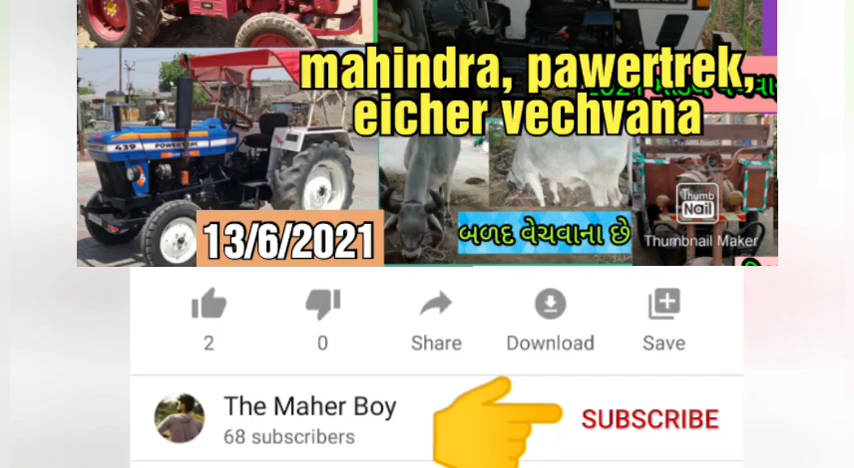 mahindra, pawertrek,
eicher vechvana
439 POWERTRAC
13/6/2021
બળદ વેચવાના છે
Thumb
Nail
Thumbnail Maker
2
0
Share
Download
Save
The Maher Boy
68 subscribers
SUBSCRIBE